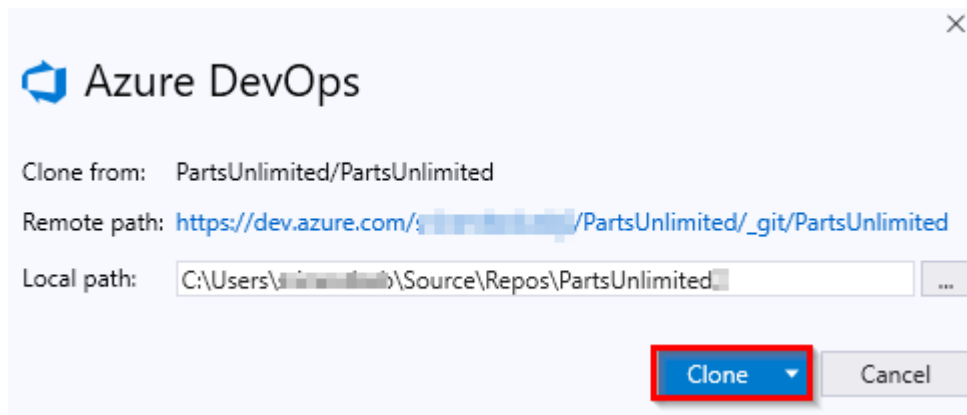 Azure DevOps
Clone from: PartsUnlimited/PartsUnlimited
Remote path: https://dev.azure.com/ /PartsUnlimited/_git/PartsUnlimited
Local path: C:\Users\ \Source\Repos\PartsUnlimited ...
Clone Cancel